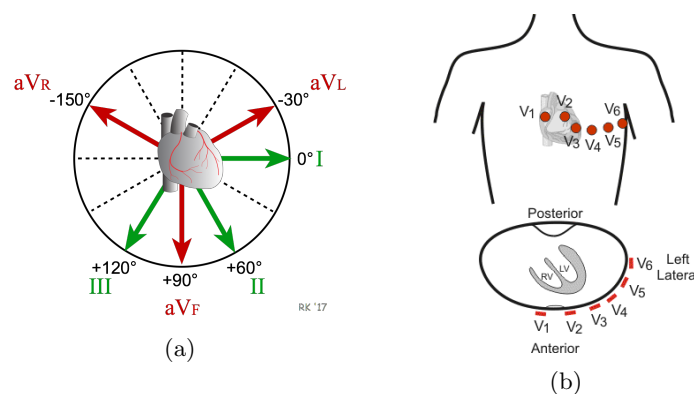 aVR
-150°
aVL
-30°
0° I
+120°
III
+90°
aVF
+60°
II
RK '17
(a)
V1
V2
V3
V4
V5
V6
Posterior
RV
LV
V6
Left
Latera
V5
V4
V3
V2
V1
Anterior
(b)